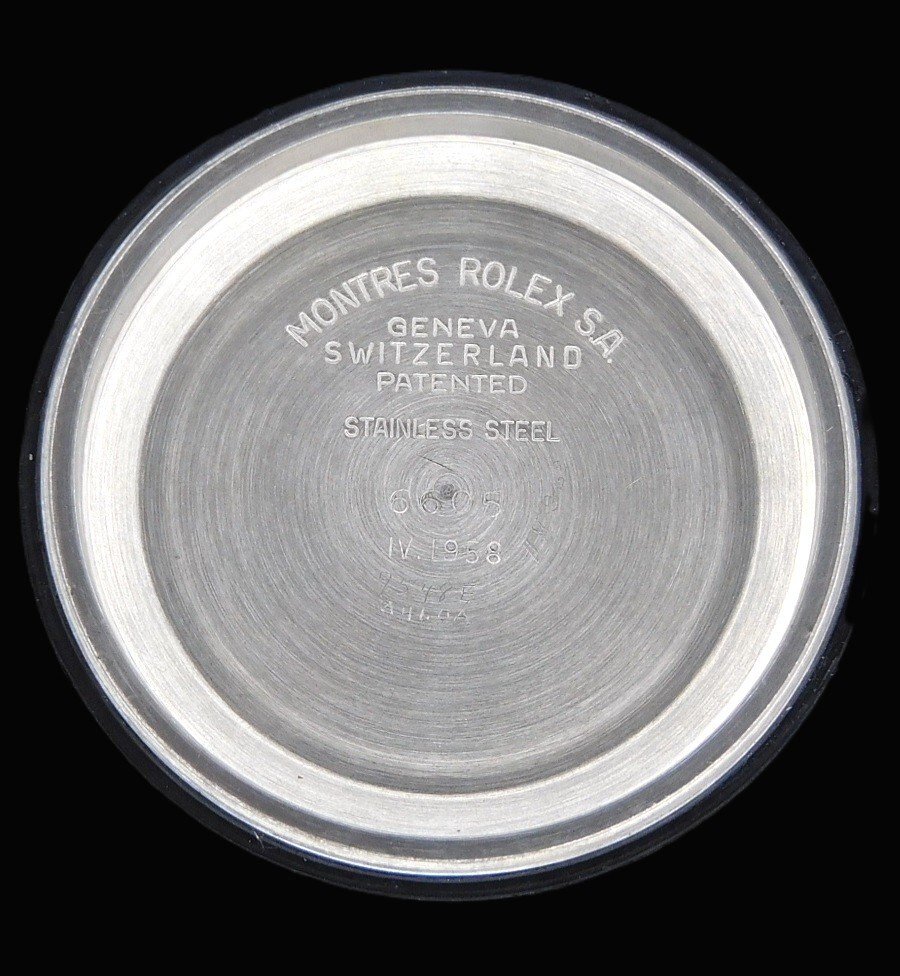 MONTRES ROLEX S.A.
GENEVA
SWITZERLAND
PATENTED
STAINLESS STEEL
6605
IV. 1958